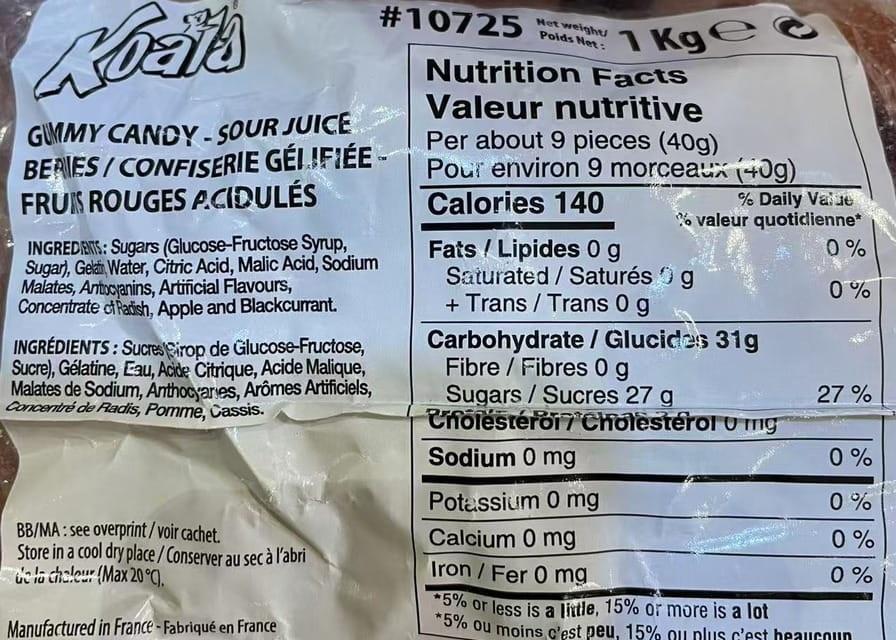 Koala
#10725 Net weight/ Poids Net : 1 Kg e
GUMMY CANDY - SOUR JUICE
BERRIES / CONFISERIE GÉLIFIÉE -
FRUITS ROUGES ACIDULÉS
INGREDIENTS : Sugars (Glucose-Fructose Syrup,
Sugar), Gelatin, Water, Citric Acid, Malic Acid, Sodium
Malates, Antocyanins, Artificial Flavours,
Concentrate of Radish, Apple and Blackcurrant.
INGRÉDIENTS : Sucres (Sirop de Glucose-Fructose,
Sucre), Gélatine, Eau, Acide Citrique, Acide Malique,
Malates de Sodium, Anthocyanes, Arômes Artificiels,
Concentré de Radis, Pomme, Cassis.
BB/MA : see overprint / voir cachet.
Store in a cool dry place / Conserver au sec à l'abri
de la chaleur (Max 20 °C).
Manufactured in France - Fabriqué en France
Nutrition Facts
Valeur nutritive
Per about 9 pieces (40g)
Pour environ 9 morceaux (40g)
Calories 140
% Daily Value
% valeur quotidienne*
Fats / Lipides 0 g 0 %
Saturated / Saturés 0 g
+ Trans / Trans 0 g 0 %
Carbohydrate / Glucides 31g
Fibre / Fibres 0 g
Sugars / Sucres 27 g 27 %
Cholesterol / Cholestérol 0 mg
Sodium 0 mg 0 %
Potassium 0 mg 0 %
Calcium 0 mg 0 %
Iron / Fer 0 mg 0 %
*5% or less is a little, 15% or more is a lot
*5% ou moins c'est peu, 15% ou plus c'est beaucoup